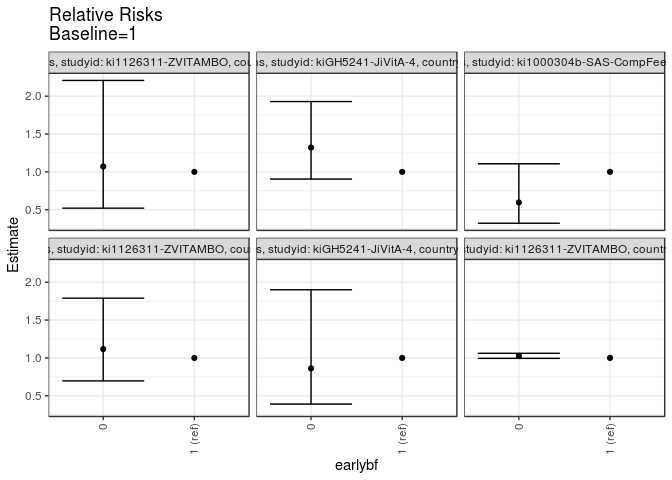 Relative Risks
Baseline=1
s, studyid: ki1126311-ZVITAMBO, cou
s, studyid: kiGH5241-JiVitA-4, country
s, studyid: ki1000304b-SAS-CompFee
2.0
1.5
1.0
0.5
s, studyid: ki1126311-ZVITAMBO, cou
s, studyid: kiGH5241-JiVitA-4, country
studyid: ki1126311-ZVITAMBO, count
2.0
1.5
1.0
0.5
Estimate
0
1 (ref)
0
1 (ref)
0
1 (ref)
earlybf